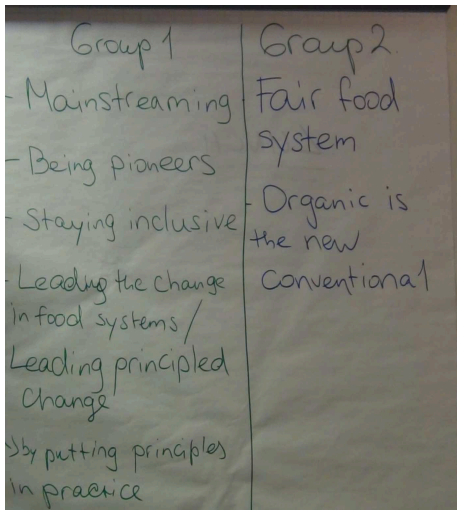 Group 1
- Mainstreaming
- Being pioneers
- Staying inclusive
- Leading the change
in food systems /
Leading principled
change
↳ by putting principles
in practice
Group 2
Fair food
system
- Organic is
the new
conventional